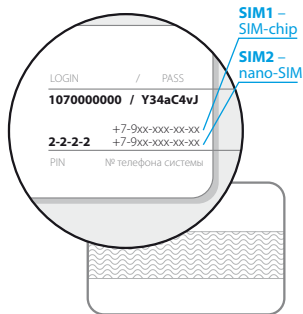 SIM1 –
SIM-chip
SIM2 –
nano-SIM
LOGIN / PASS
1070000000 / Y34aC4vJ
+7-9xx-xxx-xx-xx
2-2-2-2 +7-9xx-xxx-xx-xx
PIN № телефона системы